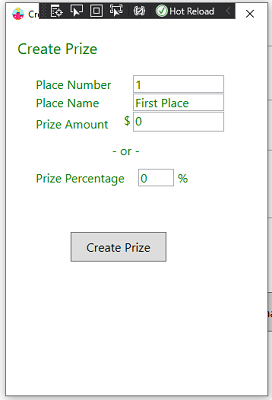 Cre
Hot Reload
Create Prize
Place Number 1
Place Name First Place
Prize Amount $ 0
- or -
Prize Percentage 0 %
Create Prize